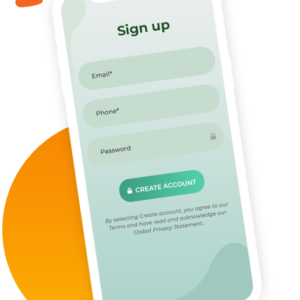 Sign up
Email*
Phone*
Password
CREATE ACCOUNT
By selecting Create account, you agree to our
Terms and have read and acknowledge our
Global Privacy Statement.